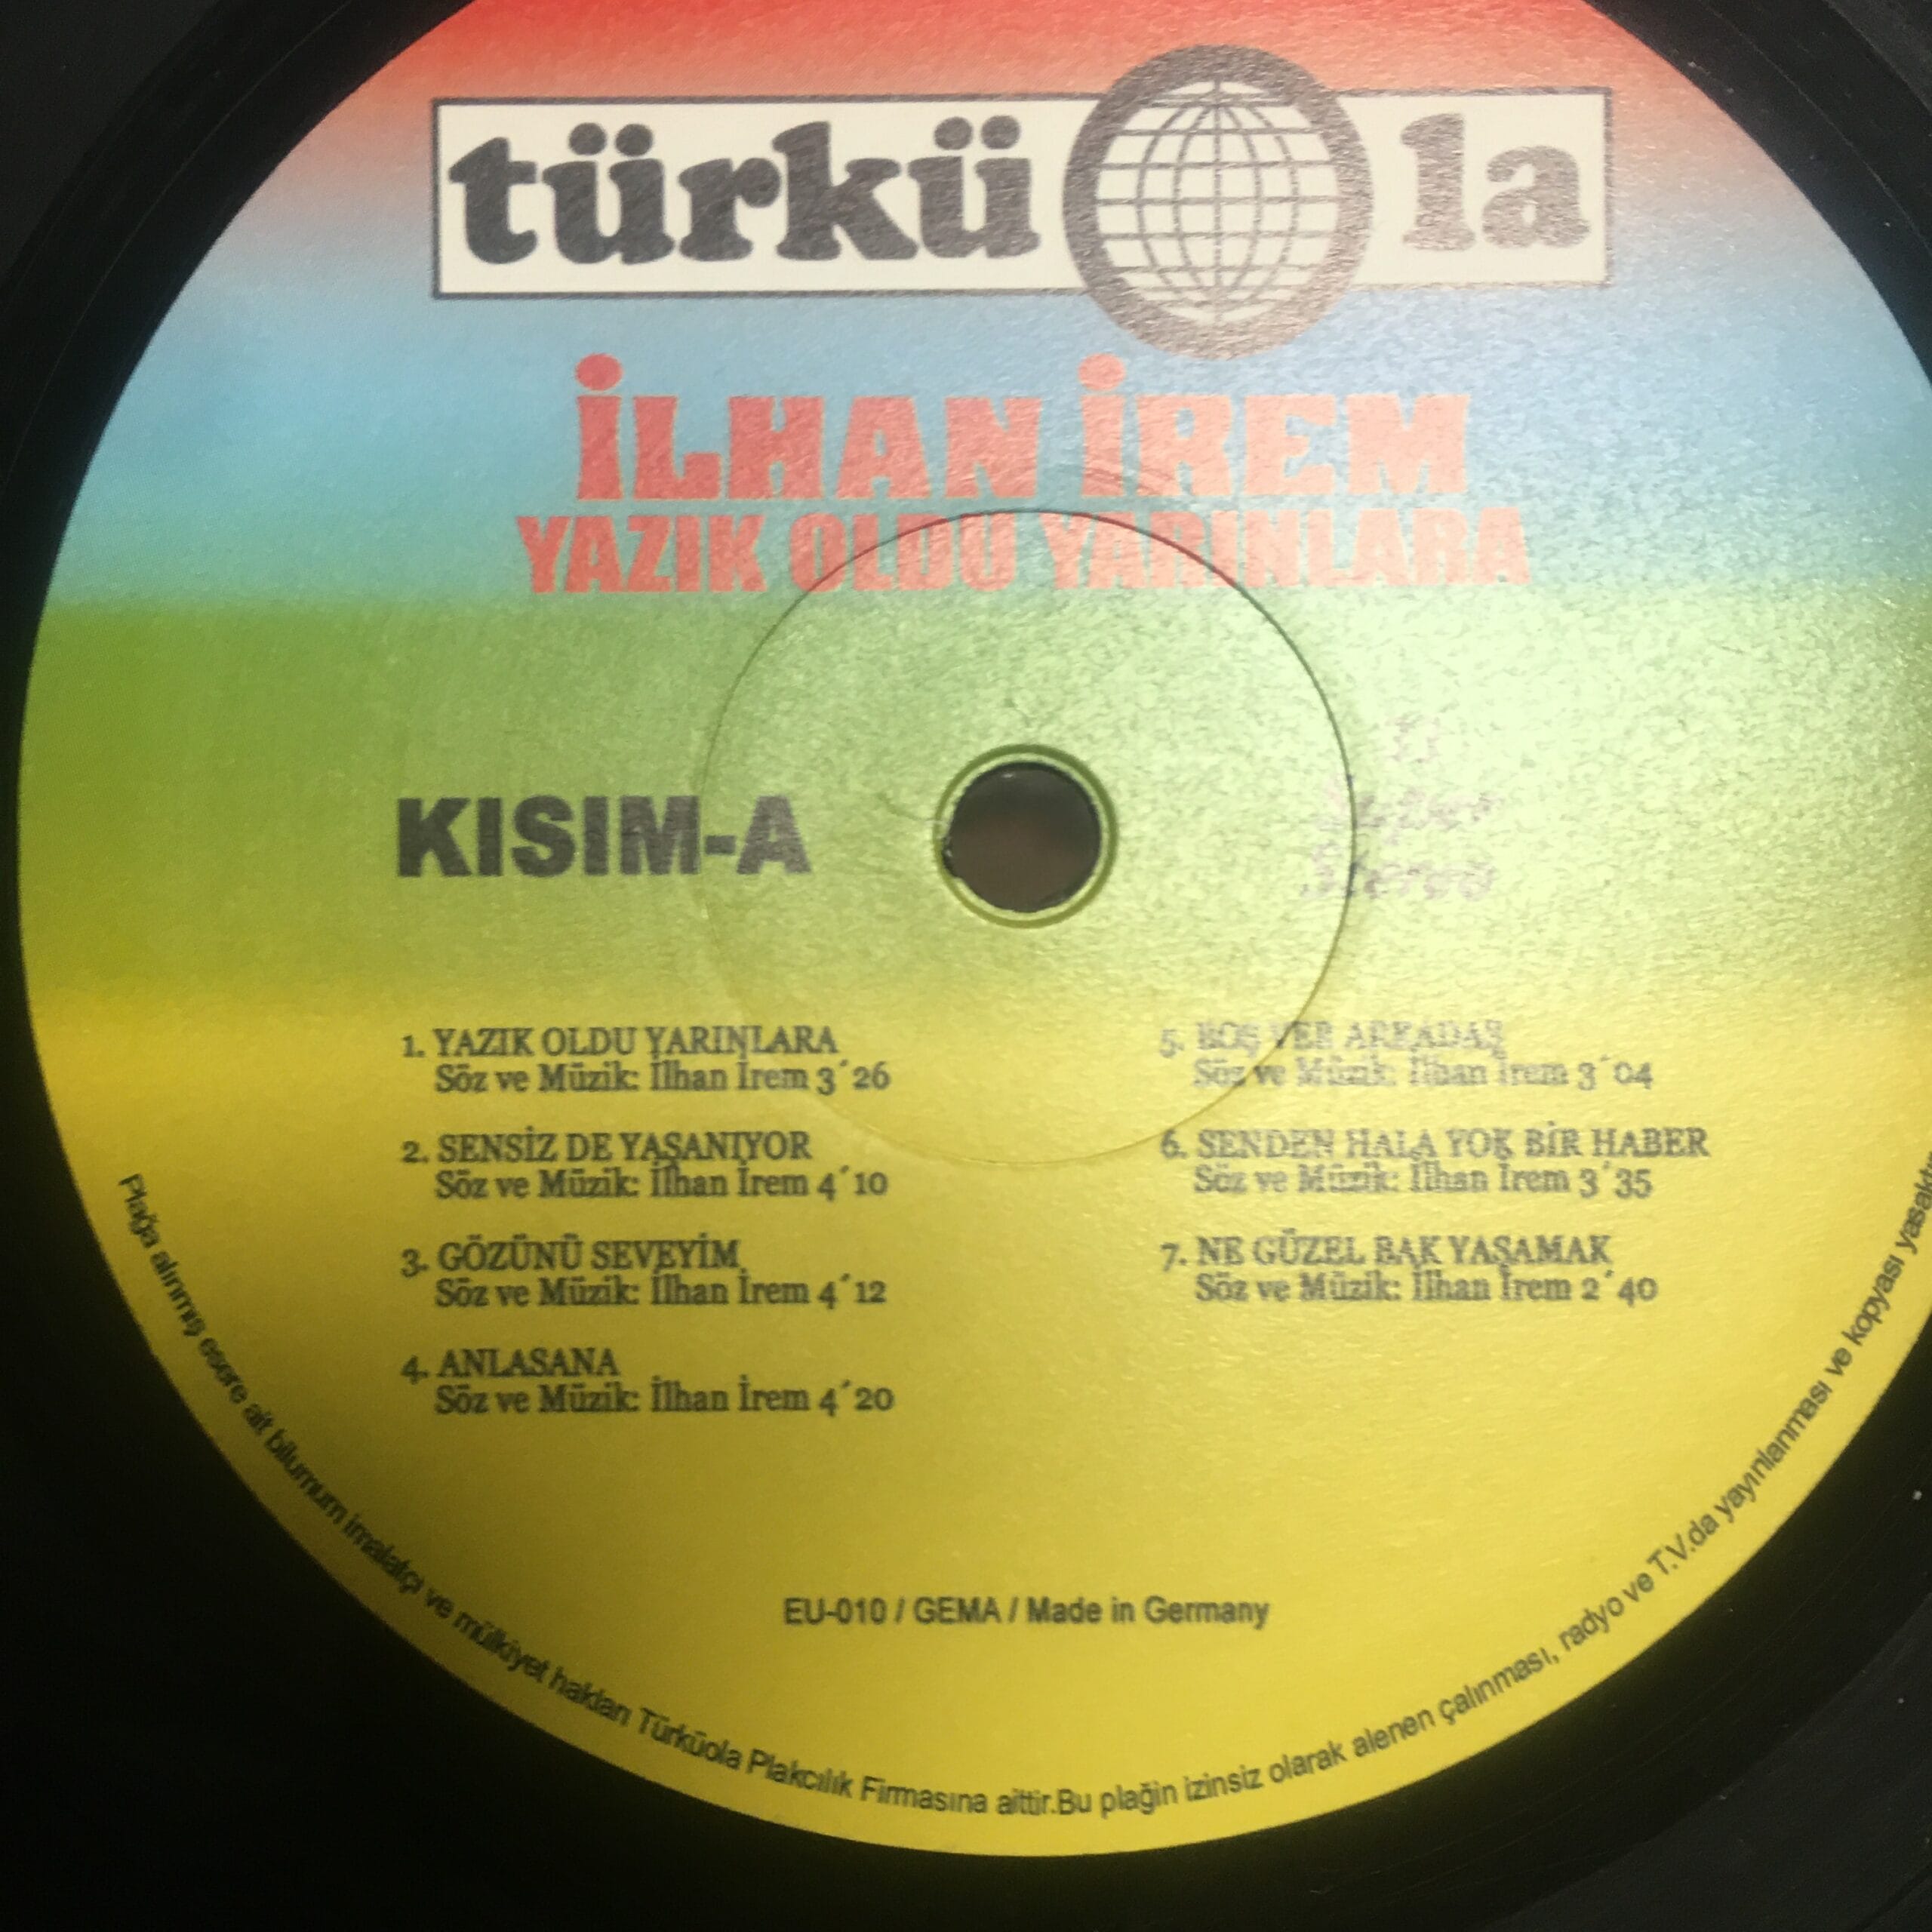 türküola
İLHAN İREM
YAZIK OLDU YARINLARA
KISIM-A
33
Super
Stereo
1. YAZIK OLDU YARINLARA
Söz ve Müzik: İlhan İrem 3´26
2. SENSİZ DE YAŞANIYOR
Söz ve Müzik: İlhan İrem 4´10
3. GÖZÜNÜ SEVEYİM
Söz ve Müzik: İlhan İrem 4´12
4. ANLASANA
Söz ve Müzik: İlhan İrem 4´20
5. BOŞ VER ARKADAŞ
Söz ve Müzik: İlhan İrem 3´04
6. SENDEN HALA YOK BİR HABER
Söz ve Müzik: İlhan İrem 3´35
7. NE GÜZEL BAK YAŞAMAK
Söz ve Müzik: İlhan İrem 2´40
EU-010 / GEMA / Made in Germany
Plağa alınmış esere ait bilumum imalatçı ve mülkiyet hakları Türküola Plakcılık Firmasına aittir.Bu plağin izinsiz olarak alenen çalınması, radyo ve T.V.da yayınlanması ve kopyası